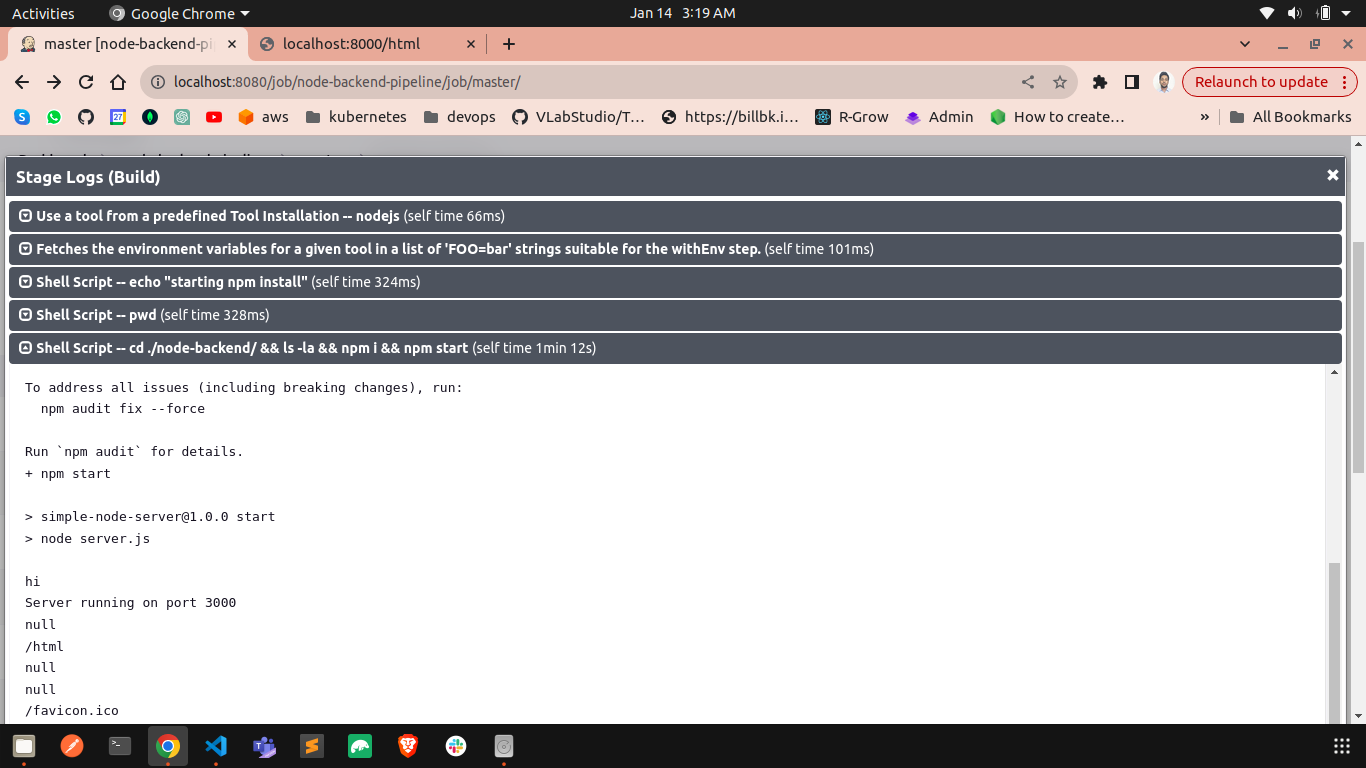 Activities Google Chrome Jan 14 3:19 AM
master [node-backend-pi localhost:8000/html
localhost:8080/job/node-backend-pipeline/job/master/ Relaunch to update
27 aws kubernetes devops VLabStudio/T… https://billbk.i… R-Grow Admin How to create… » All Bookmarks
Stage Logs (Build)
Use a tool from a predefined Tool Installation -- nodejs (self time 66ms)
Fetches the environment variables for a given tool in a list of 'FOO=bar' strings suitable for the withEnv step. (self time 101ms)
Shell Script -- echo "starting npm install" (self time 324ms)
Shell Script -- pwd (self time 328ms)
Shell Script -- cd ./node-backend/ && ls -la && npm i && npm start (self time 1min 12s)
To address all issues (including breaking changes), run:
npm audit fix --force
Run `npm audit` for details.
+ npm start
> simple-node-server@1.0.0 start
> node server.js
hi
Server running on port 3000
null
/html
null
null
/favicon.ico